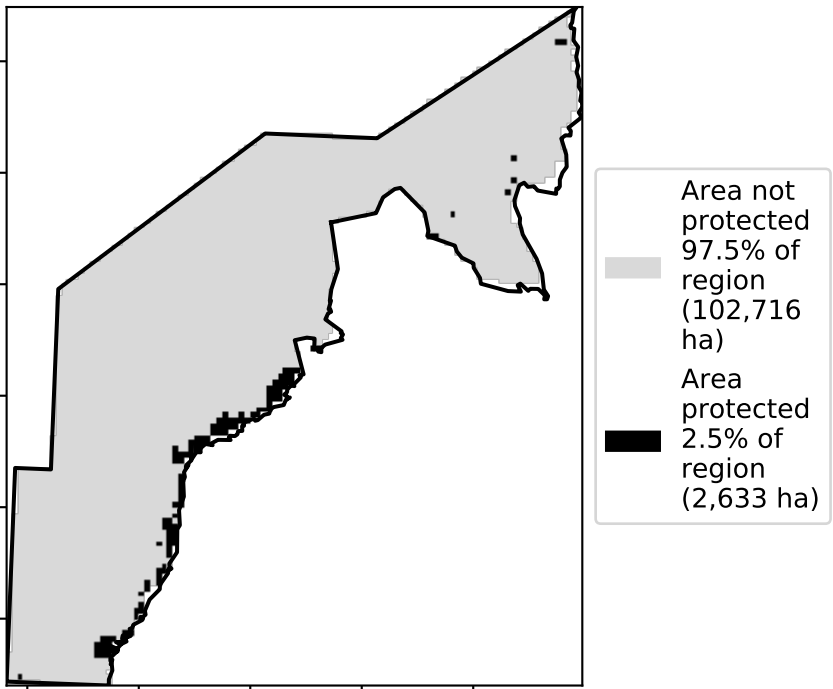 Area not
protected
97.5% of
region
(102,716
ha)
Area
protected
2.5% of
region
(2,633 ha)